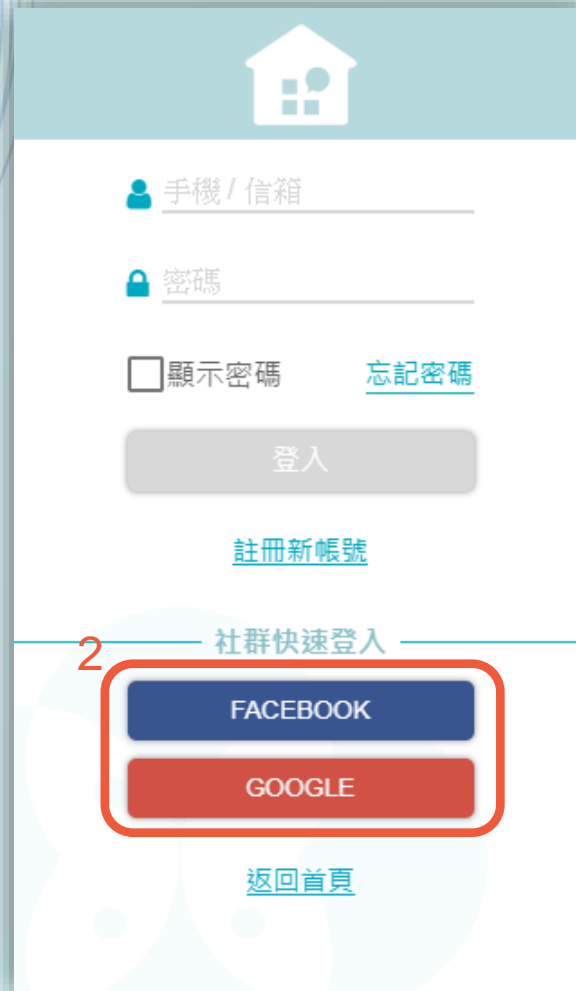 手機 / 信箱
密碼
顯示密碼 忘記密碼
登入
註冊新帳號
社群快速登入
2
FACEBOOK
GOOGLE
返回首頁